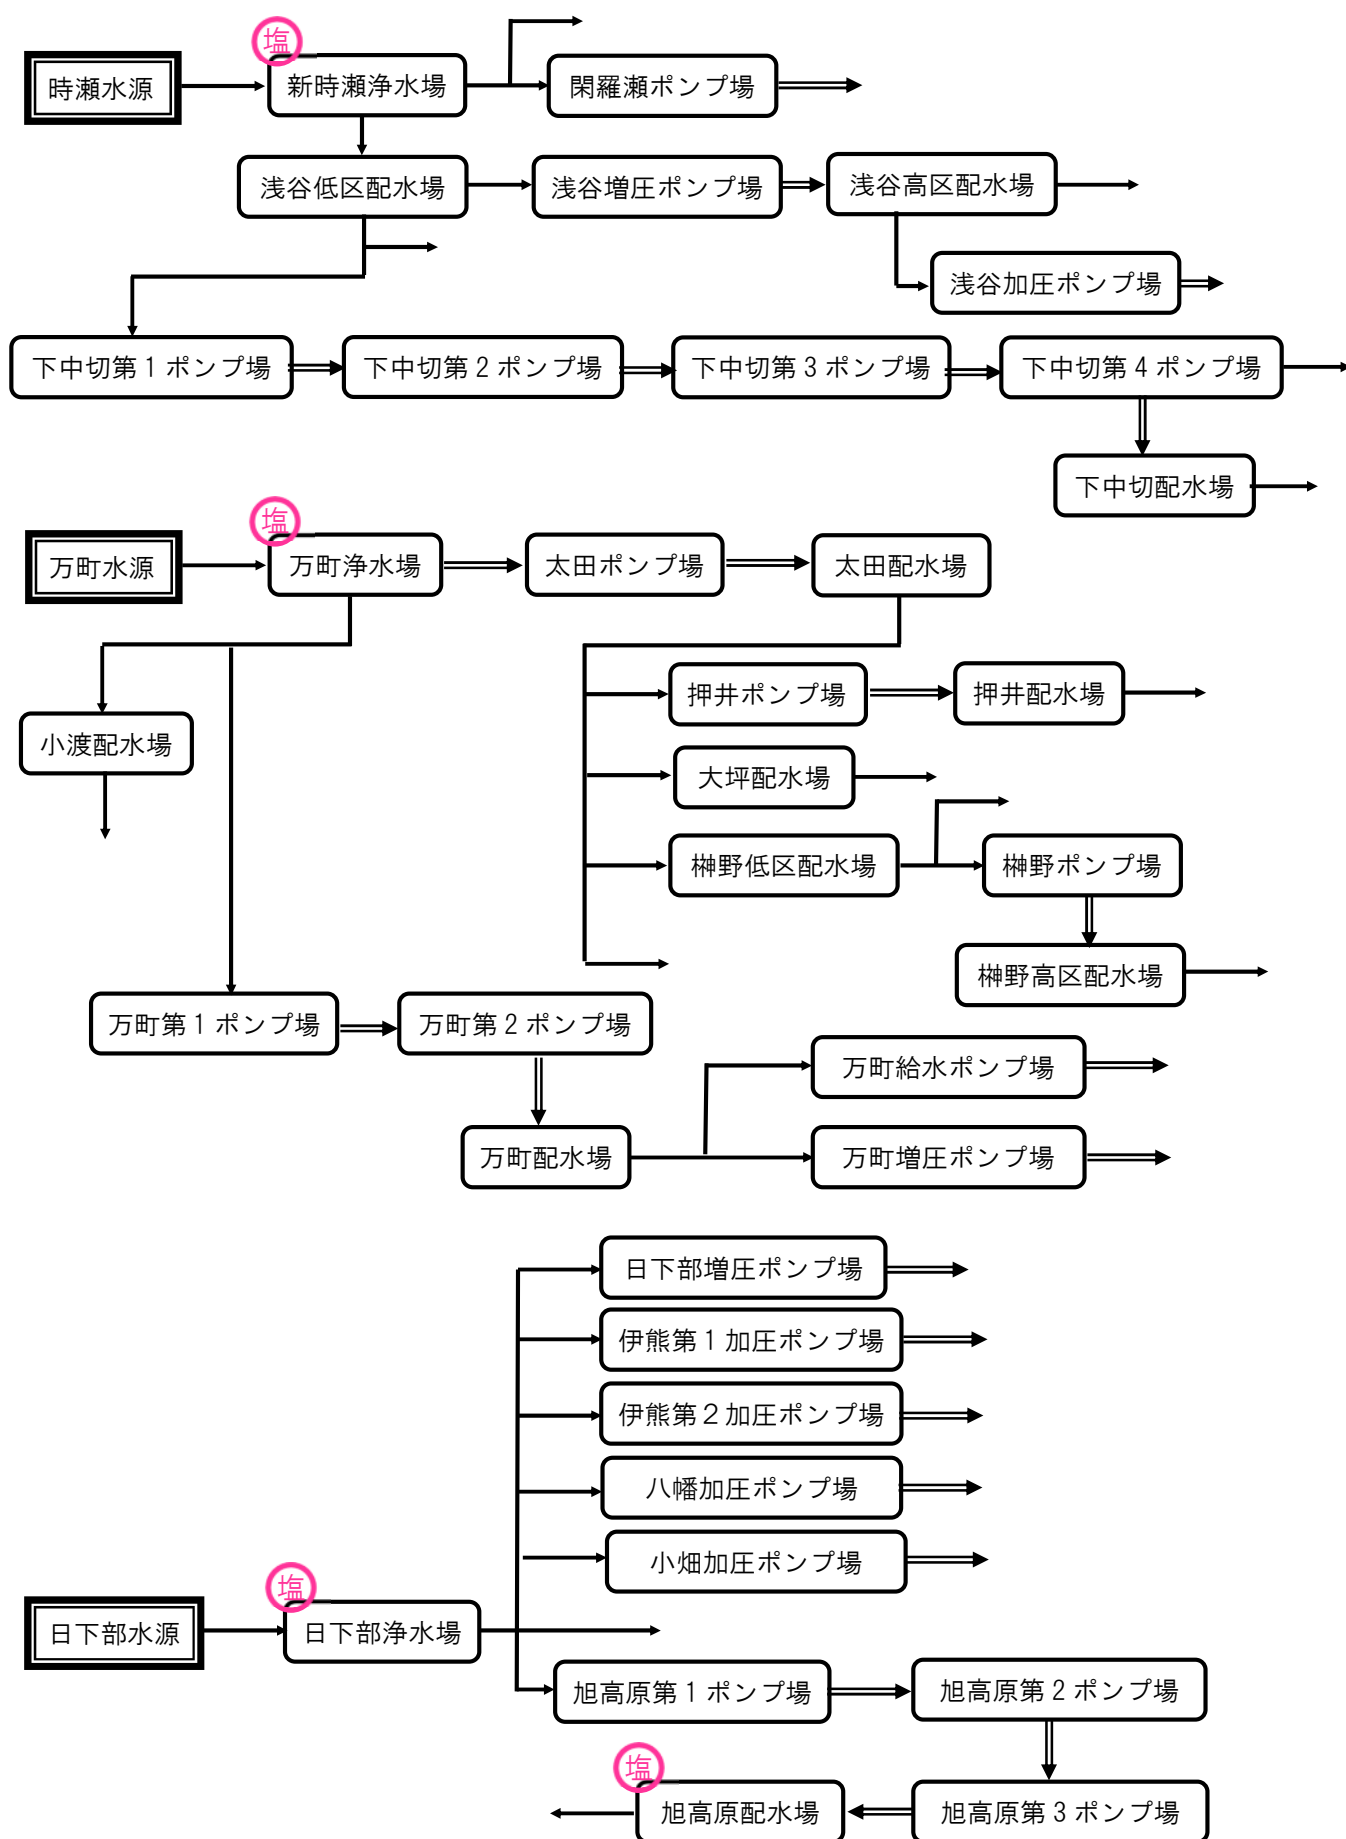 塩
時瀬水源
新時瀬浄水場
閑羅瀬ポンプ場
浅谷低区配水場
浅谷増圧ポンプ場
浅谷高区配水場
浅谷加圧ポンプ場
下中切第1ポンプ場
下中切第2ポンプ場
下中切第3ポンプ場
下中切第4ポンプ場
下中切配水場
塩
万町水源
万町浄水場
太田ポンプ場
太田配水場
押井ポンプ場
押井配水場
小渡配水場
大坪配水場
榊野低区配水場
榊野ポンプ場
榊野高区配水場
万町第1ポンプ場
万町第2ポンプ場
万町給水ポンプ場
万町配水場
万町増圧ポンプ場
日下部増圧ポンプ場
伊熊第1加圧ポンプ場
伊熊第2加圧ポンプ場
八幡加圧ポンプ場
小畑加圧ポンプ場
塩
日下部水源
日下部浄水場
旭高原第1ポンプ場
旭高原第2ポンプ場
塩
旭高原配水場
旭高原第3ポンプ場